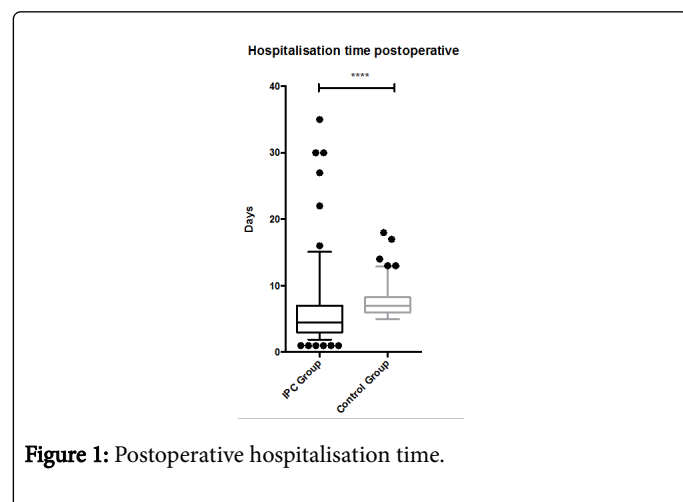 Hospitalisation time postoperative
****
40
30
20
10
0
Days
IPC Group
Control Group
Figure 1: Postoperative hospitalisation time.